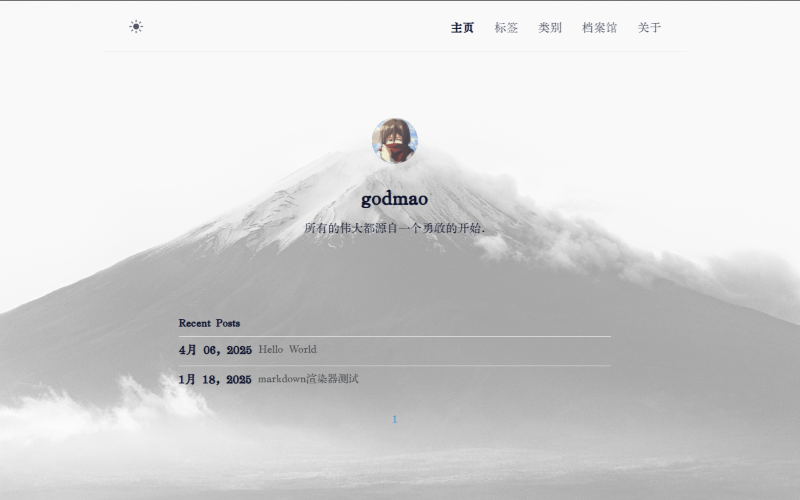 主页 标签 类别 档案馆 关于
godmao
所有的伟大都源自一个勇敢的开始.
Recent Posts
4月 06, 2025 Hello World
1月 18, 2025 markdown渲染器测试
1